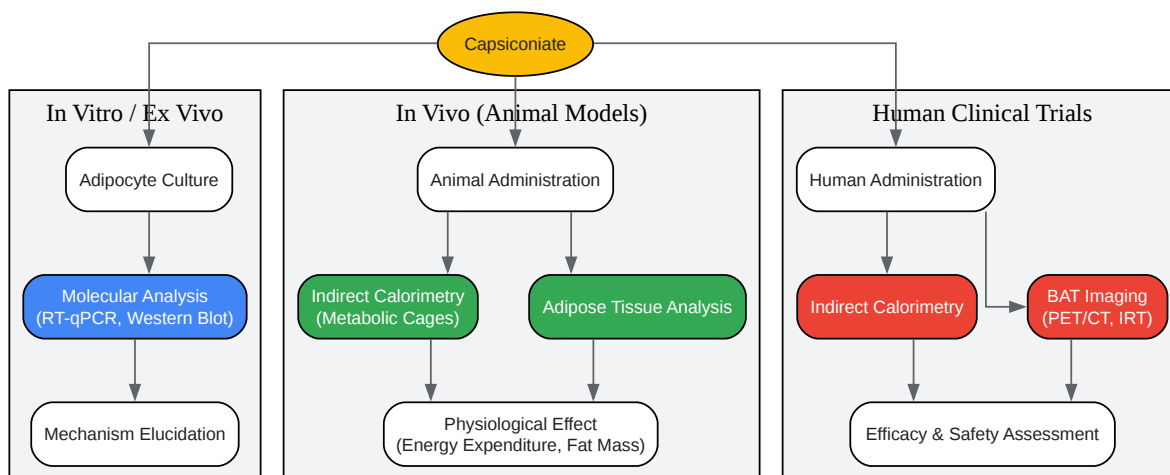 Capsiconiate
In Vitro / Ex Vivo
Adipocyte Culture
Molecular Analysis
(RT-qPCR, Western Blot)
Mechanism Elucidation
In Vivo (Animal Models)
Animal Administration
Indirect Calorimetry
(Metabolic Cages)
Adipose Tissue Analysis
Physiological Effect
(Energy Expenditure, Fat Mass)
Human Clinical Trials
Human Administration
Indirect Calorimetry
BAT Imaging
(PET/CT, IRT)
Efficacy & Safety Assessment